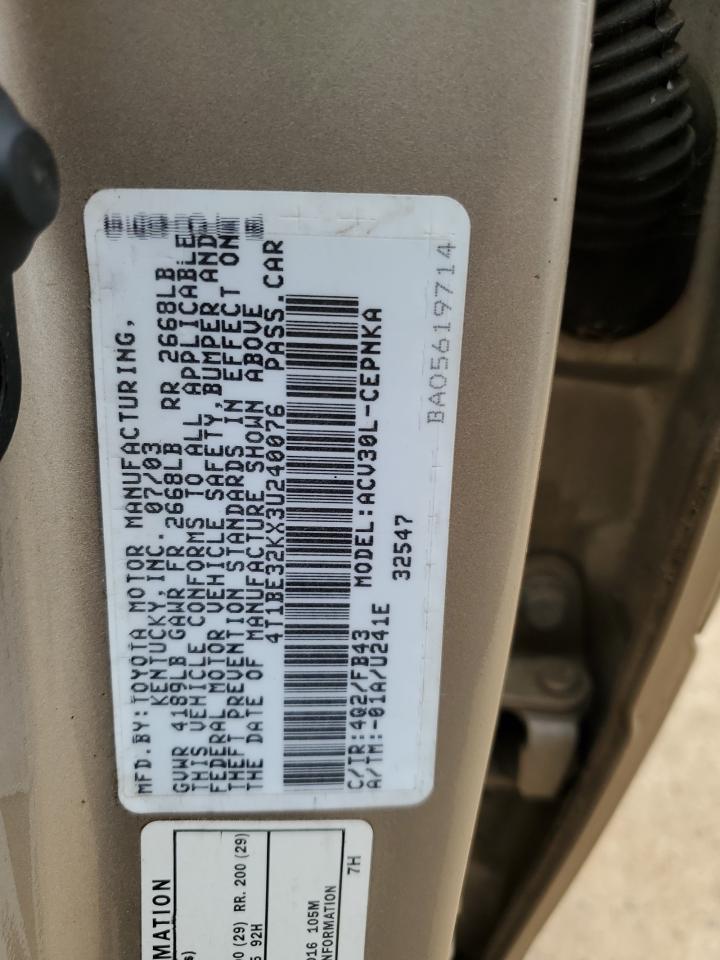 MFD.BY:TOYOTA MOTOR MANUFACTURING,
KENTUCKY,INC. 07/03
GVWR 4189LB GAWR FR 2668LB RR 2668LB
THIS VEHICLE CONFORMS TO ALL APPLICABLE
FEDERAL MOTOR VEHICLE SAFETY,BUMPER AND
THEFT PREVENTION STANDARDS IN EFFECT ON
THE DATE OF MANUFACTURE SHOWN ABOVE
4T1BE32KX3U240076 PASS.CAR
C/TR:4Q2/FB43 MODEL:ACV30L-CEPNKA
A/TM:-01A/U241E 32547
BA05619714
MATION
00 (29) RR. 200 (29)
92H
D16 105M
NFORMATION
7H